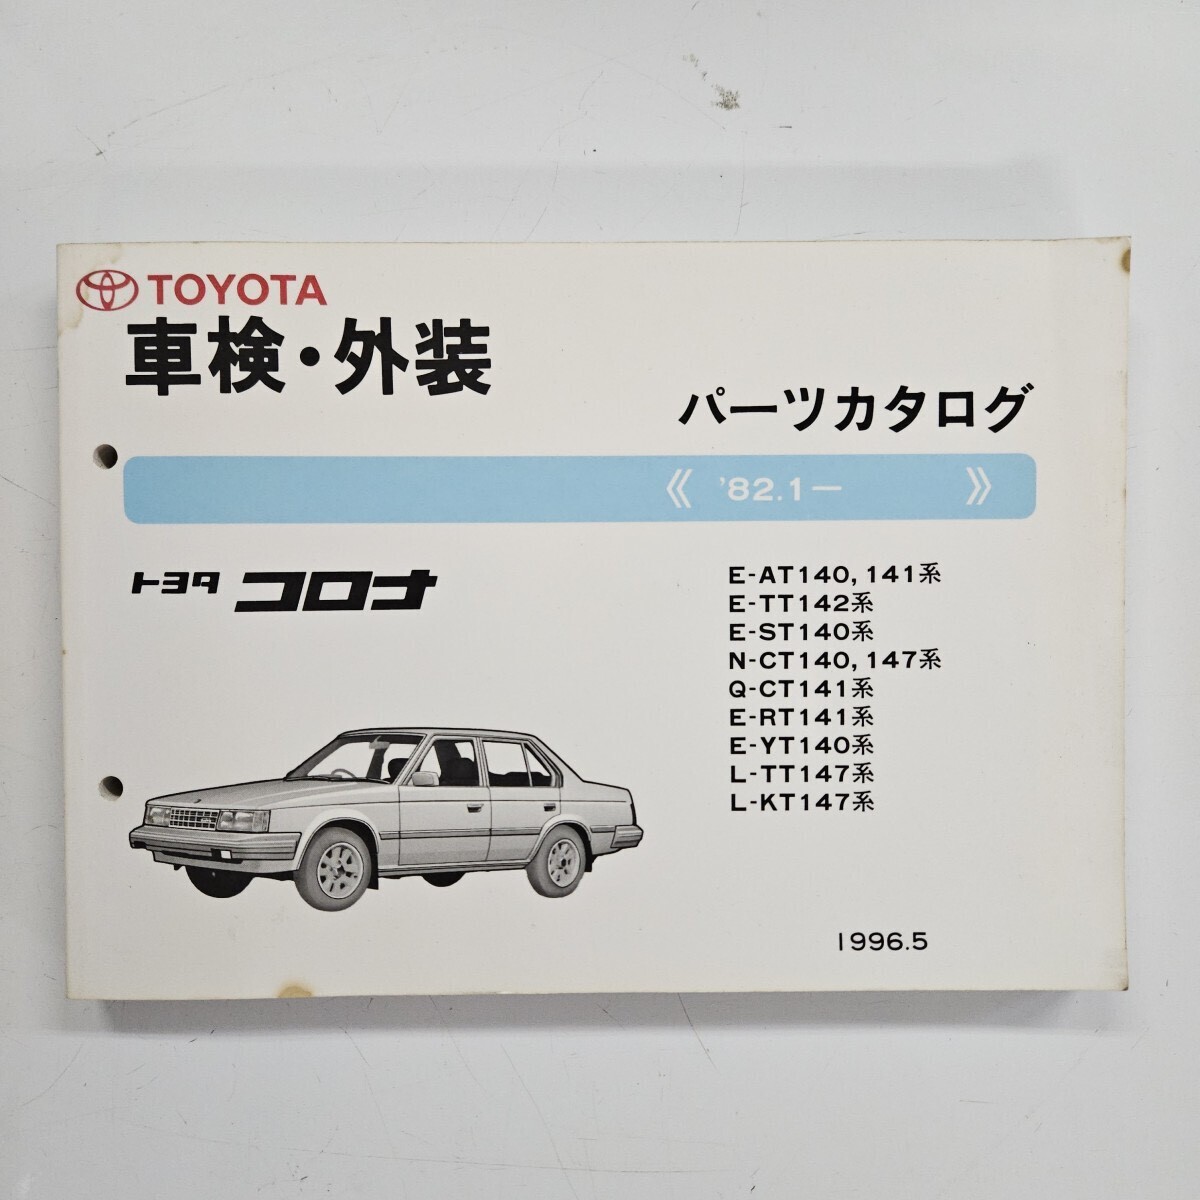 TOYOTA
車検・外装
パーツカタログ
《 '82.1− 》
トヨタ コロナ
E-AT140, 141系
E-TT142系
E-ST140系
N-CT140, 147系
Q-CT141系
E-RT141系
E-YT140系
L-TT147系
L-KT147系
1996.5